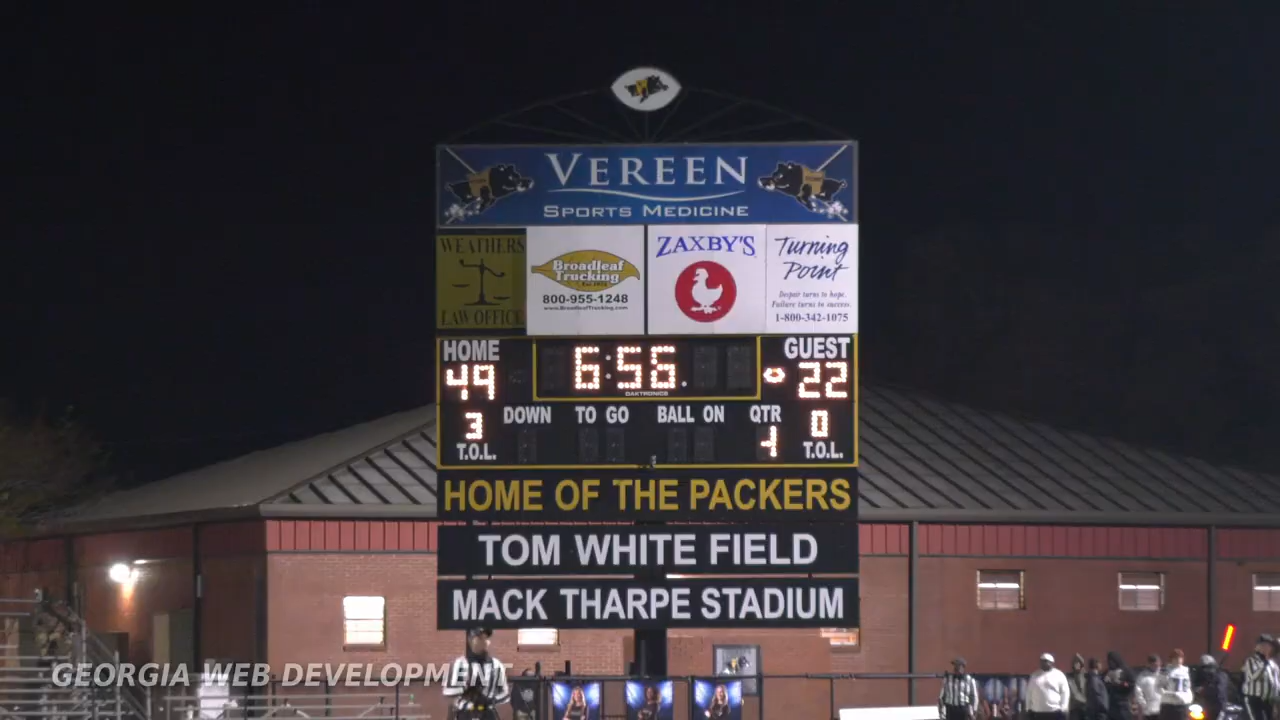 VEREEN
SPORTS MEDICINE
WEATHERS
LAW OFFICE
Broadleaf
Trucking
Est 1972
800-955-1248
www.BroadleafTrucking.com
ZAXBY'S
Turning
Point
Despair turns to hope.
Failure turns to success.
1-800-342-1075
HOME
49
6:56
GUEST
22
DAKTRONICS
DOWN TO GO BALL ON QTR
3
T.O.L.
1
0
T.O.L.
HOME OF THE PACKERS
TOM WHITE FIELD
MACK THARPE STADIUM
GEORGIA WEB DEVELOPMENT